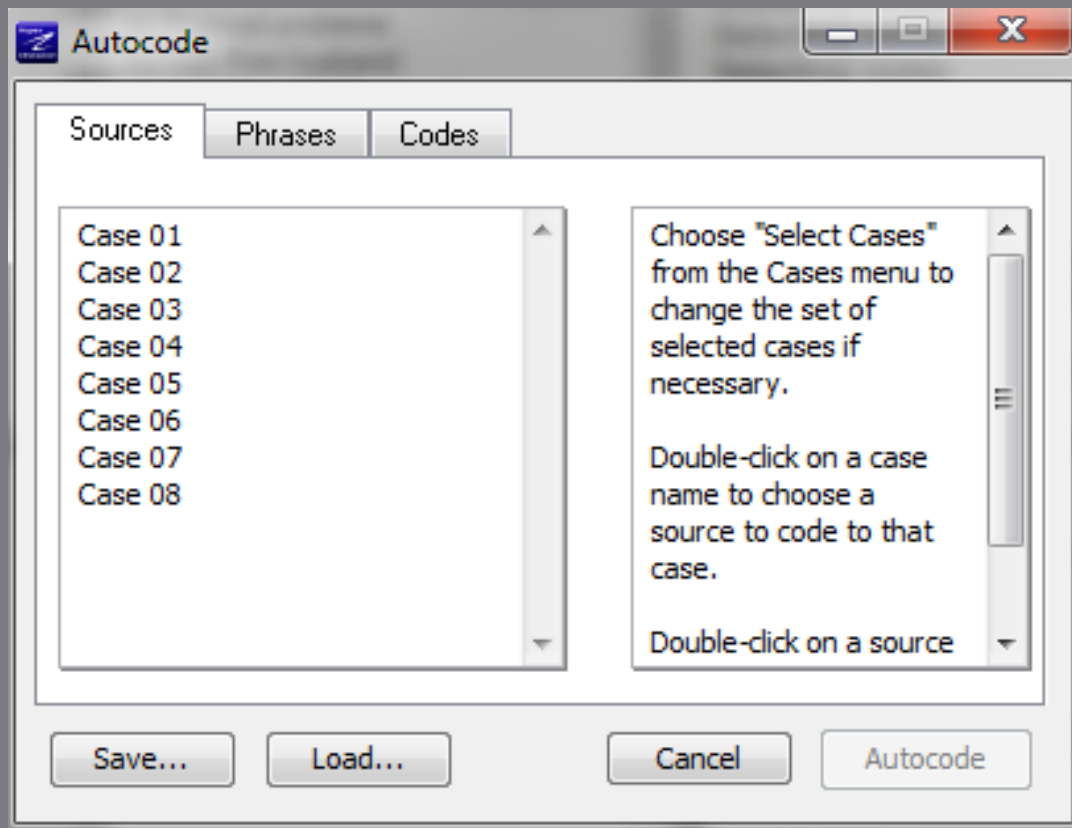 Autocode
Sources Phrases Codes
Case 01
Case 02
Case 03
Case 04
Case 05
Case 06
Case 07
Case 08
Choose "Select Cases"
from the Cases menu to
change the set of
selected cases if
necessary.
Double-click on a case
name to choose a
source to code to that
case.
Double-click on a source
Save... Load... Cancel Autocode